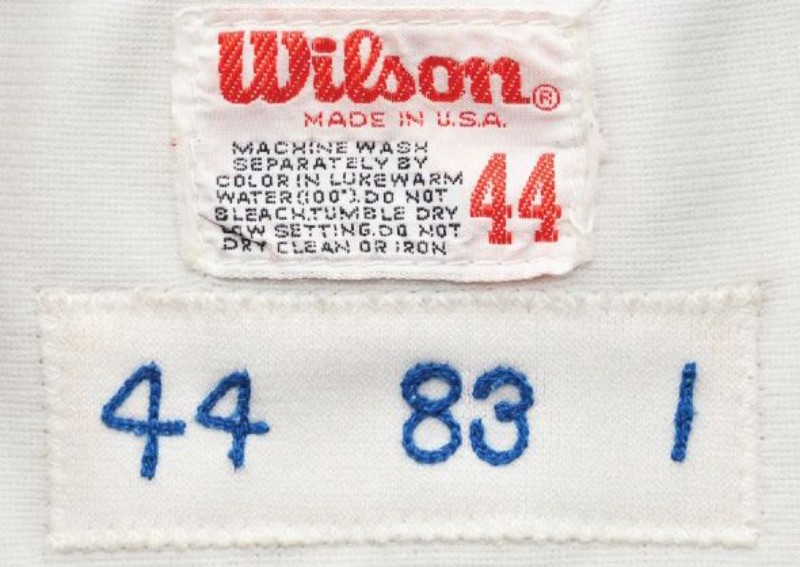 Wilson®
MADE IN U.S.A.
MACHINE WASH
SEPARATELY BY
COLOR IN LUKEWARM
WATER(100°). DO NOT
BLEACH.TUMBLE DRY
LOW SETTING.DO NOT
DRY CLEAN OR IRON
44
44 83 1